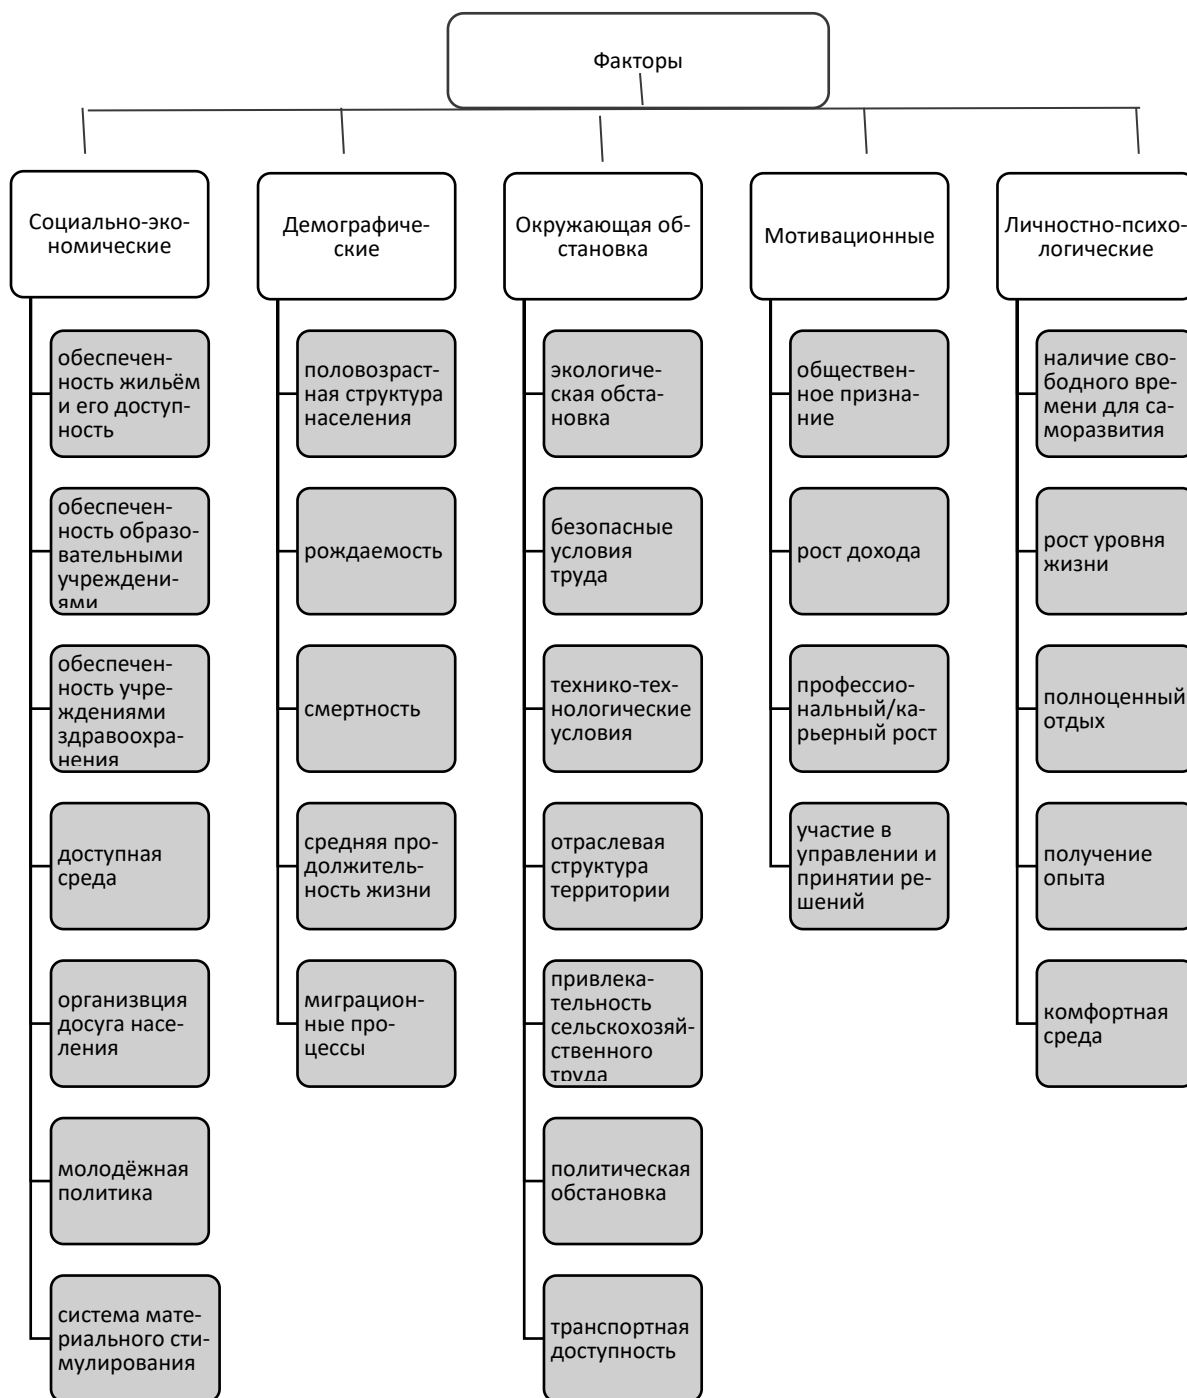 Факторы
Социально-эко-
номические
обеспечен-
ность жильём
и его доступ-
ность
обеспечен-
ность образо-
вательными
учреждени-
ями
обеспечен-
ность учре-
ждениями
здравоохра-
нения
доступная
среда
организвция
досуга насе-
ления
молодёжная
политика
система мате-
риального сти-
мулирования
Демографиче-
ские
половозраст-
ная структура
населения
рождаемость
смертность
средняя про-
должитель-
ность жизни
миграцион-
ные про-
цессы
Окружающая об-
становка
экологиче-
ская обста-
новка
безопасные
условия
труда
технико-тех-
нологические
условия
отраслевая
структура
территории
привлека-
тельность
сельскохозяй-
ственного
труда
политическая
обстановка
транспортная
доступность
Мотивационные
обществен-
ное призна-
ние
рост дохода
профессио-
нальный/ка-
рьерный рост
участие в
управлении и
принятии ре-
шений
Личностно-психо-
логические
наличие сво-
бодного вре-
мени для са-
моразвития
рост уровня
жизни
полноценный
отдых
получение
опыта
комфортная
среда